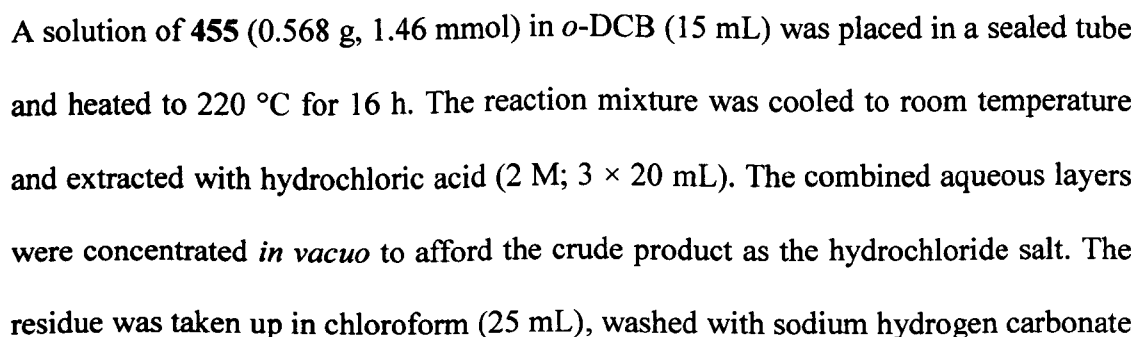 A solution of 455 (0.568 g, 1.46 mmol) in o-DCB (15 mL) was placed in a sealed tube
and heated to 220 °C for 16 h. The reaction mixture was cooled to room temperature
and extracted with hydrochloric acid (2 M; 3 × 20 mL). The combined aqueous layers
were concentrated in vacuo to afford the crude product as the hydrochloride salt. The
residue was taken up in chloroform (25 mL), washed with sodium hydrogen carbonate